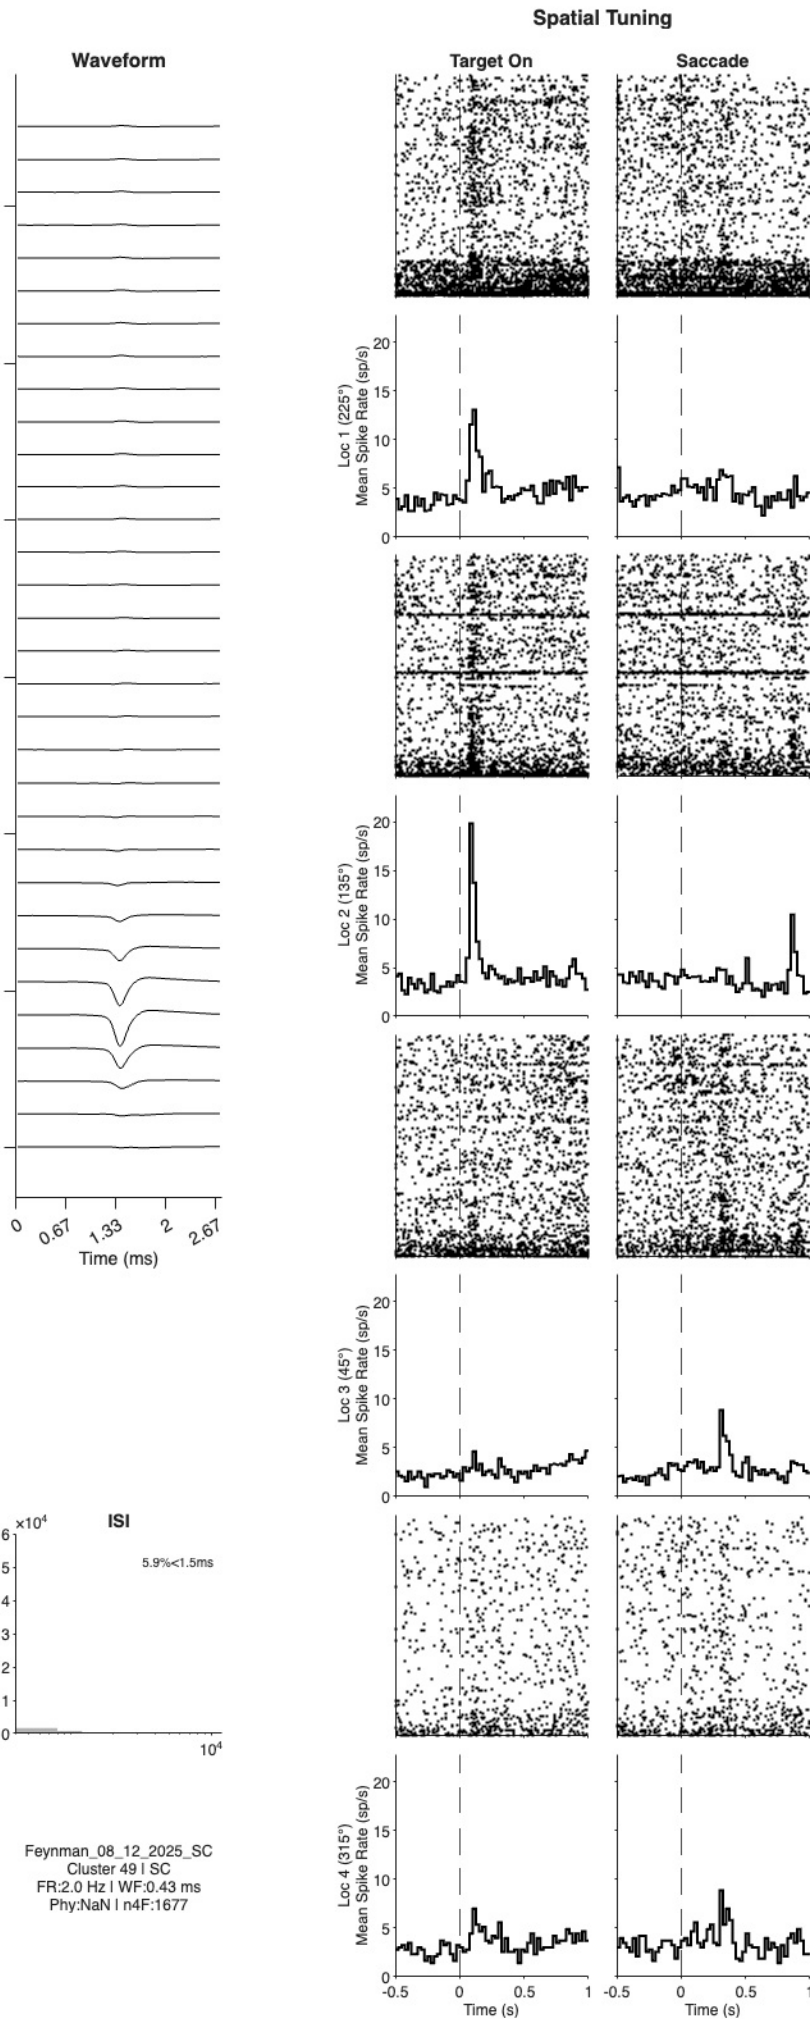 Spatial Tuning
Waveform
Target On
Saccade
20
15
10
5
0
Loc 1 (225°)
Mean Spike Rate (sp/s)
20
15
10
5
0
Loc 2 (135°)
Mean Spike Rate (sp/s)
0
0.67
1.33
2
2.67
Time (ms)
20
15
10
5
0
Loc 3 (45°)
Mean Spike Rate (sp/s)
×10⁴
ISI
6
5
4
3
2
1
0
5.9%<1.5ms
10⁴
20
15
10
5
0
Loc 4 (315°)
Mean Spike Rate (sp/s)
Feynman_08_12_2025_SC
Cluster 49 | SC
FR:2.0 Hz | WF:0.43 ms
Phy:NaN | n4F:1677
-0.5 0 0.5 1
-0.5 0 0.5 1
Time (s)
Time (s)